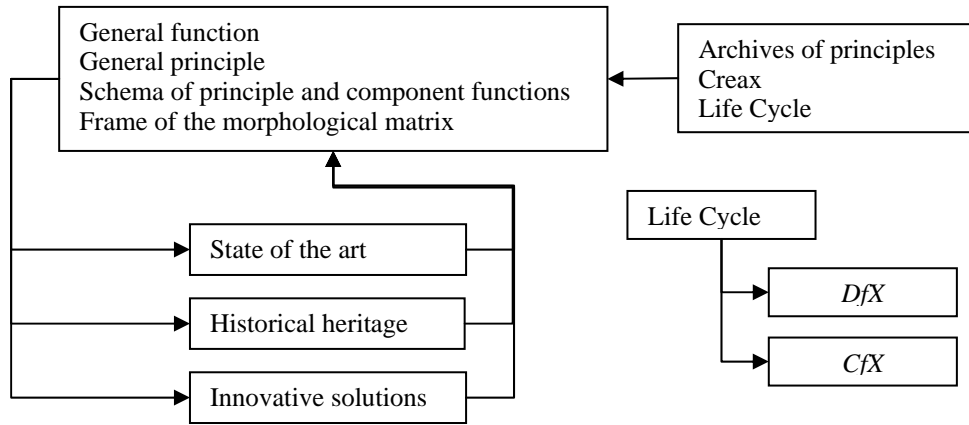 General function
General principle
Schema of principle and component functions
Frame of the morphological matrix
Archives of principles
Creax
Life Cycle
State of the art
Historical heritage
Innovative solutions
Life Cycle
DfX
CfX